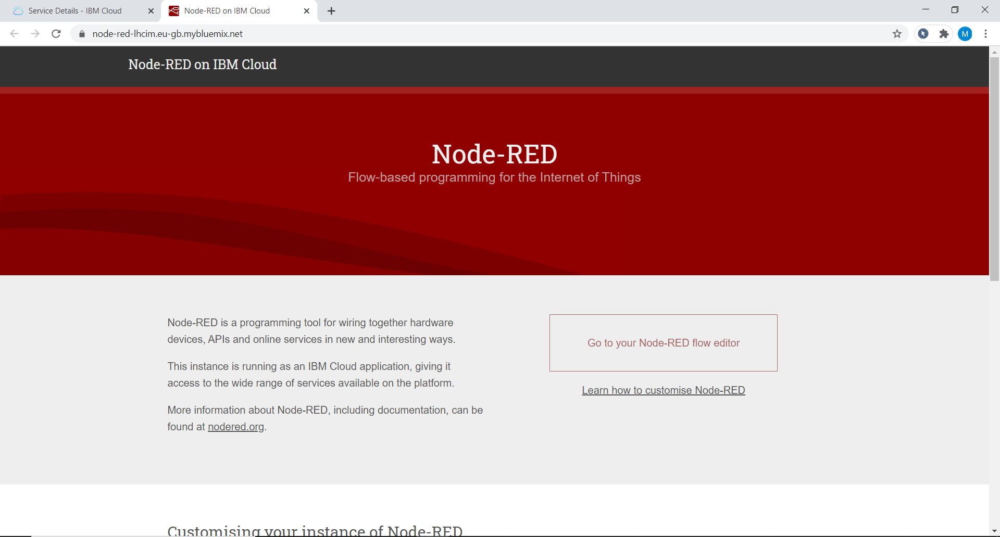 Service Details - IBM Cloud
Node-RED on IBM Cloud
node-red-lhcim.eu-gb.mybluemix.net
M
Node-RED on IBM Cloud
Node-RED
Flow-based programming for the Internet of Things
Node-RED is a programming tool for wiring together hardware
devices, APIs and online services in new and interesting ways.
This instance is running as an IBM Cloud application, giving it
access to the wide range of services available on the platform.
More information about Node-RED, including documentation, can be
found at nodered.org.
Go to your Node-RED flow editor
Learn how to customise Node-RED
Customising your instance of Node-RED